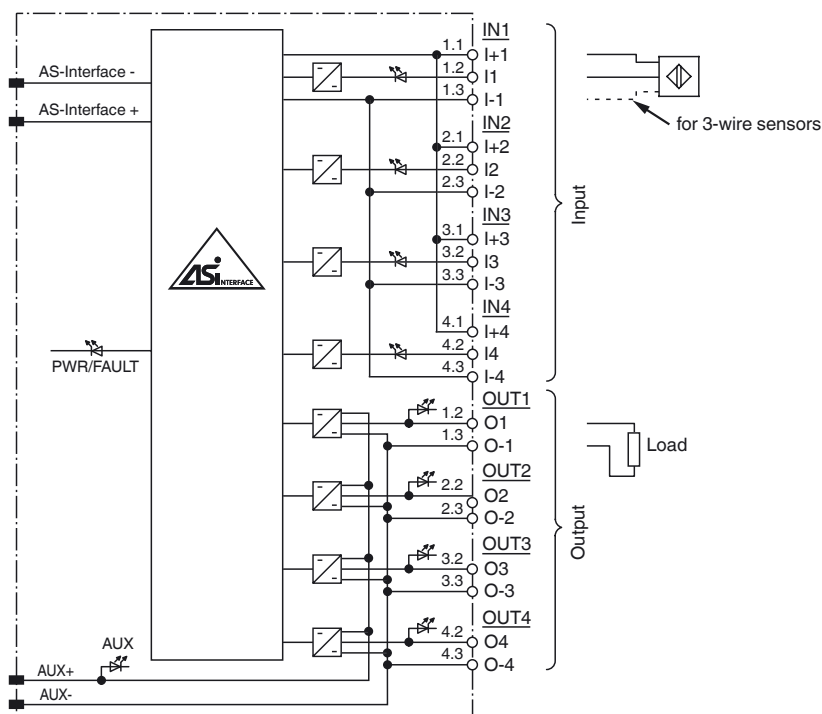 AS-Interface -
AS-Interface +
ASi INTERFACE
PWR/FAULT
AUX
AUX+
AUX-
IN1
1.1 I+1
1.2 I1
1.3 I-1
IN2
2.1 I+2
2.2 I2
2.3 I-2
IN3
3.1 I+3
3.2 I3
3.3 I-3
IN4
4.1 I+4
4.2 I4
4.3 I-4
OUT1
1.2 O1
1.3 O-1
OUT2
2.2 O2
2.3 O-2
OUT3
3.2 O3
3.3 O-3
OUT4
4.2 O4
4.3 O-4
Input
Output
for 3-wire sensors
Load